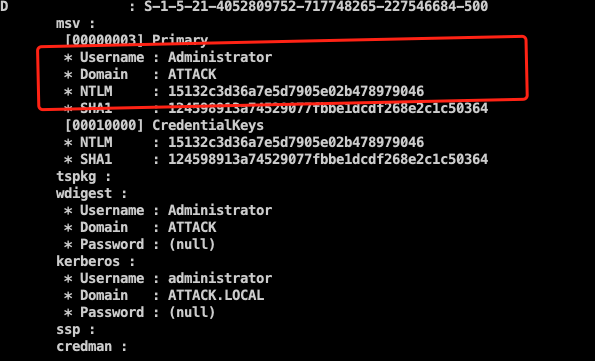 D : S-1-5-21-4052809752-717748265-227546684-500
msv :
[00000003] Primary
* Username : Administrator
* Domain : ATTACK
* NTLM : 15132c3d36a7e5d7905e02b478979046
* SHA1 : 124598913a74529077fbbe1dcdf268e2c1c50364
[00010000] CredentialKeys
* NTLM : 15132c3d36a7e5d7905e02b478979046
* SHA1 : 124598913a74529077fbbe1dcdf268e2c1c50364
tspkg :
wdigest :
* Username : Administrator
* Domain : ATTACK
* Password : (null)
kerberos :
* Username : administrator
* Domain : ATTACK.LOCAL
* Password : (null)
ssp :
credman :